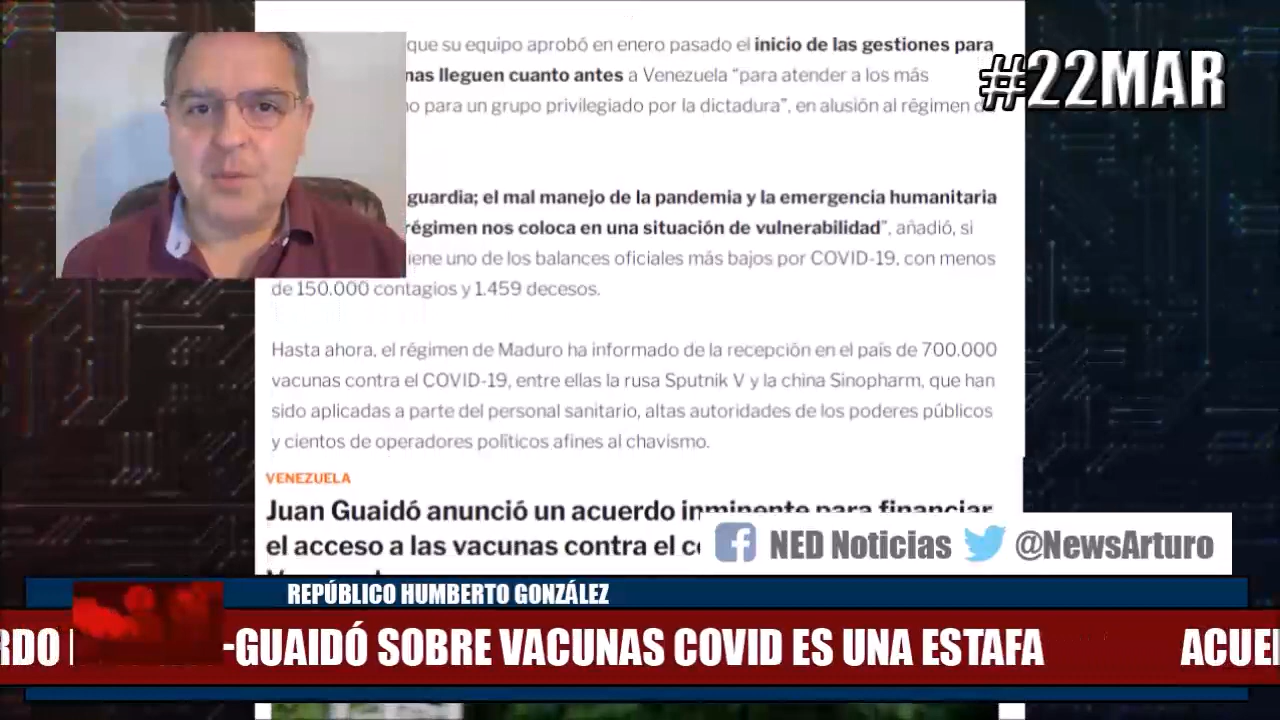 que su equipo aprobó en enero pasado el inicio de las gestiones para
lleguen cuanto antes a Venezuela “para atender a los más
para un grupo privilegiado por la dictadura”, en alusión al régimen
#22MAR
guardia; el mal manejo de la pandemia y la emergencia humanitaria
régimen nos coloca en una situación de vulnerabilidad”, añadió, si
uno de los balances oficiales más bajos por COVID-19, con menos
de 150.000 contagios y 1.459 decesos.
Hasta ahora, el régimen de Maduro ha informado de la recepción en el país de 700.000
vacunas contra el COVID-19, entre ellas la rusa Sputnik V y la china Sinopharm, que han
sido aplicadas a parte del personal sanitario, altas autoridades de los poderes públicos
y cientos de operadores políticos afines al chavismo.
VENEZUELA
Juan Guaidó anunció un acuerdo inminente para financiar
el acceso a las vacunas contra el
NED Noticias @NewsArturo
REPÚBLICO HUMBERTO GONZÁLEZ
-GUAIDÓ SOBRE VACUNAS COVID ES UNA ESTAFA